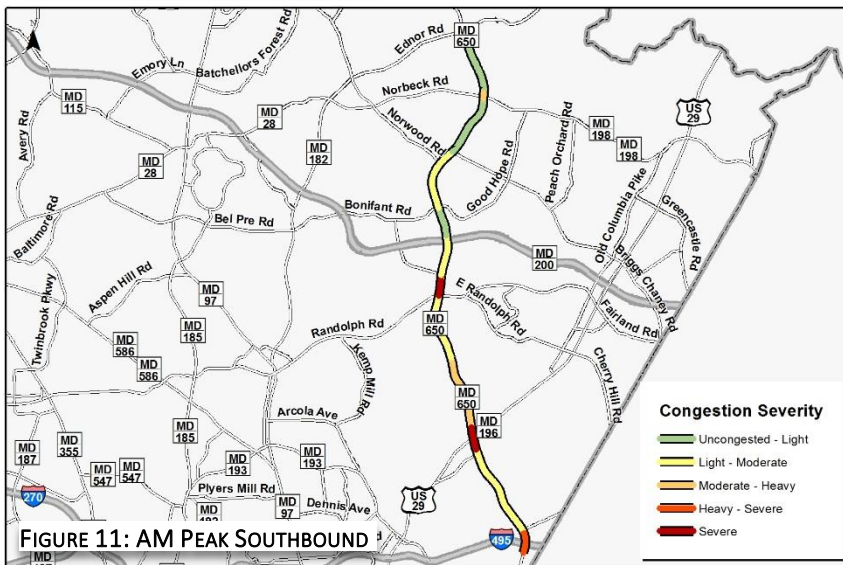 MD
650
Ednor Rd
Emory Ln
Batchellors Forest Rd
Norbeck Rd
MD
115
MD
28
Avery Rd
Norwood Rd
Peach Orchard Rd
MD
198
US
29
MD
182
MD
198
MD
28
Good Hope Rd
Old Columbia Pike
Bonifant Rd
Greencastle Rd
Bel Pre Rd
Baltimore Rd
MD
200
Briggs Chaney Rd
Aspen Hill Rd
MD
97
Twinbrook Pkwy
E Randolph Rd
Fairland Rd
MD
650
Randolph Rd
MD
185
MD
586
MD
586
Kemp Mill Rd
Cherry Hill Rd
MD
650
MD
196
Arcola Ave
MD
187
MD
355
MD
185
MD
547
MD
547
MD
193
MD
193
Plyers Mill Rd
270
MD
97
Dennis Ave
US
29
495
Congestion Severity
Uncongested - Light
Light - Moderate
Moderate - Heavy
Heavy - Severe
Severe
FIGURE 11: AM PEAK SOUTHBOUND